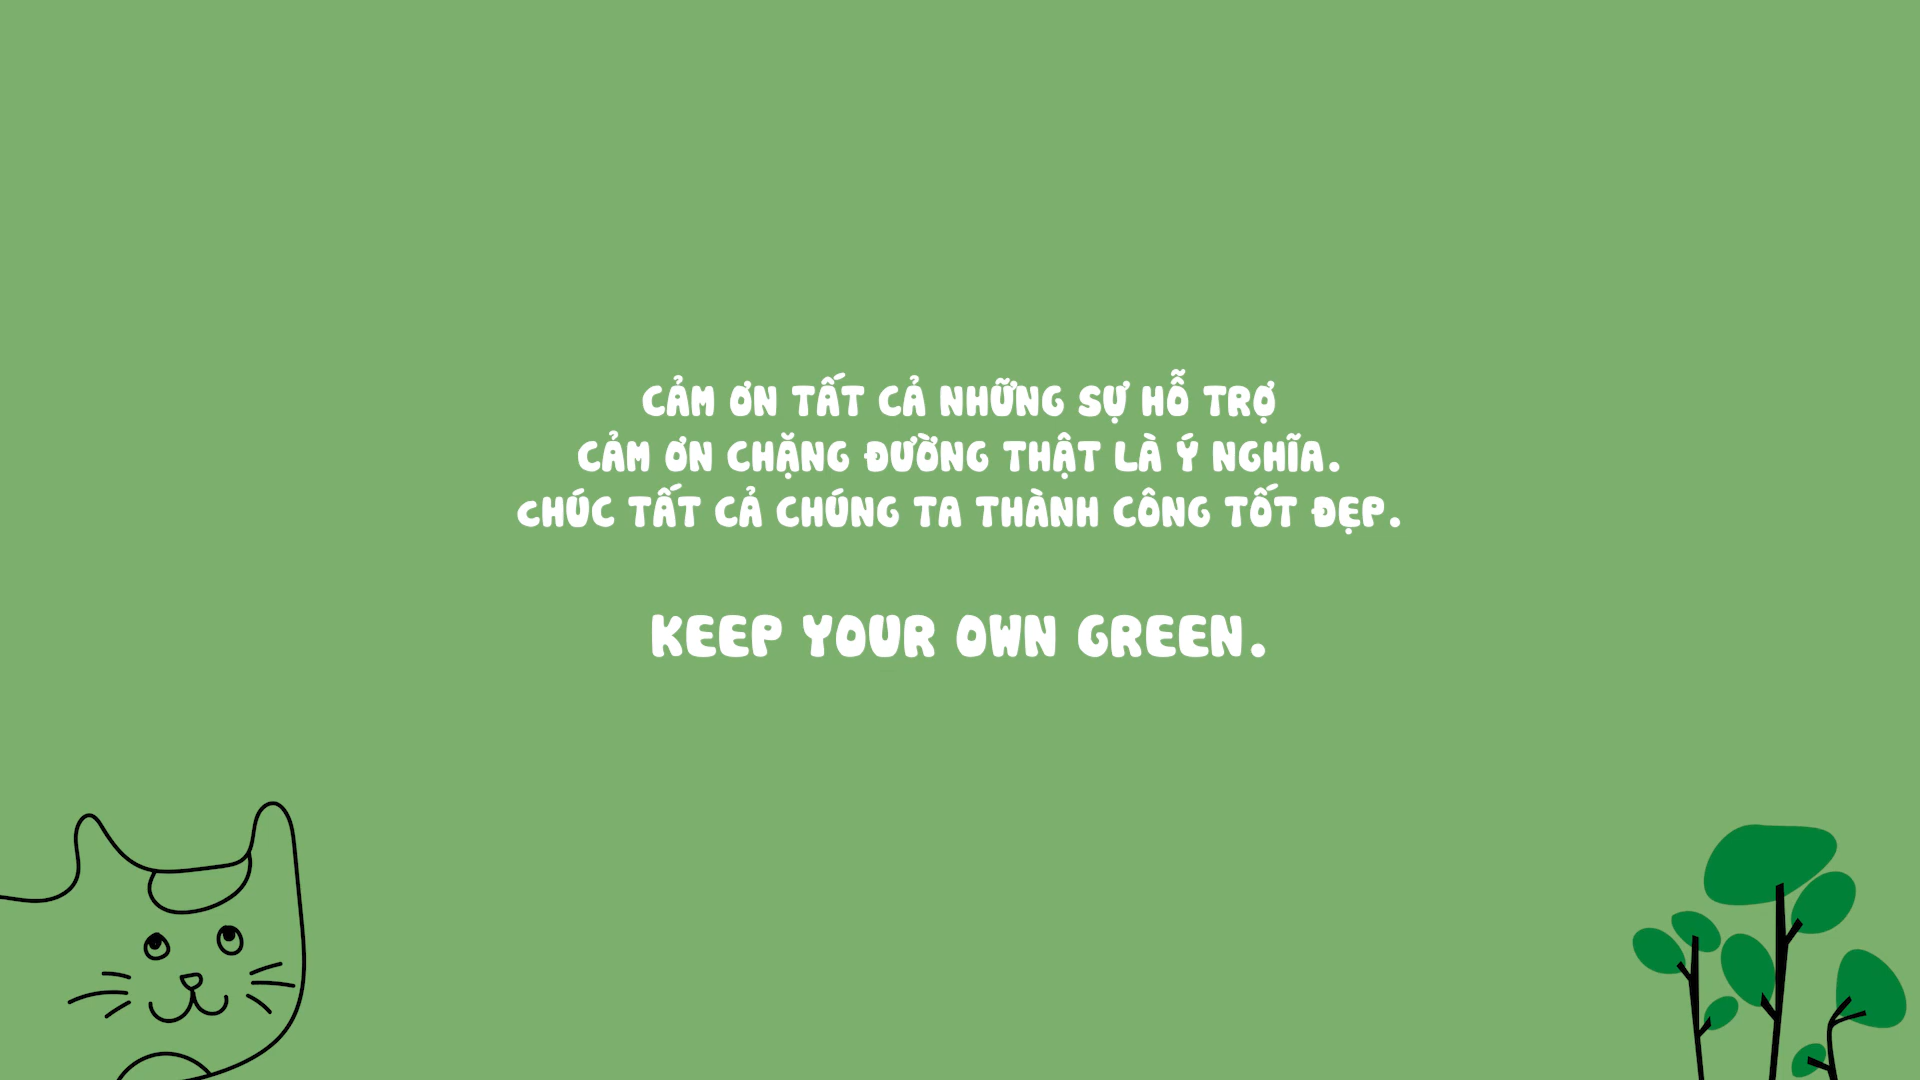 CẢM ƠN TẤT CẢ NHỮNG SỰ HỖ TRỢ
CẢM ƠN CHẶNG ĐƯỜNG THẬT LÀ Ý NGHĨA.
CHÚC TẤT CẢ CHÚNG TA THÀNH CÔNG TỐT ĐẸP.
KEEP YOUR OWN GREEN.